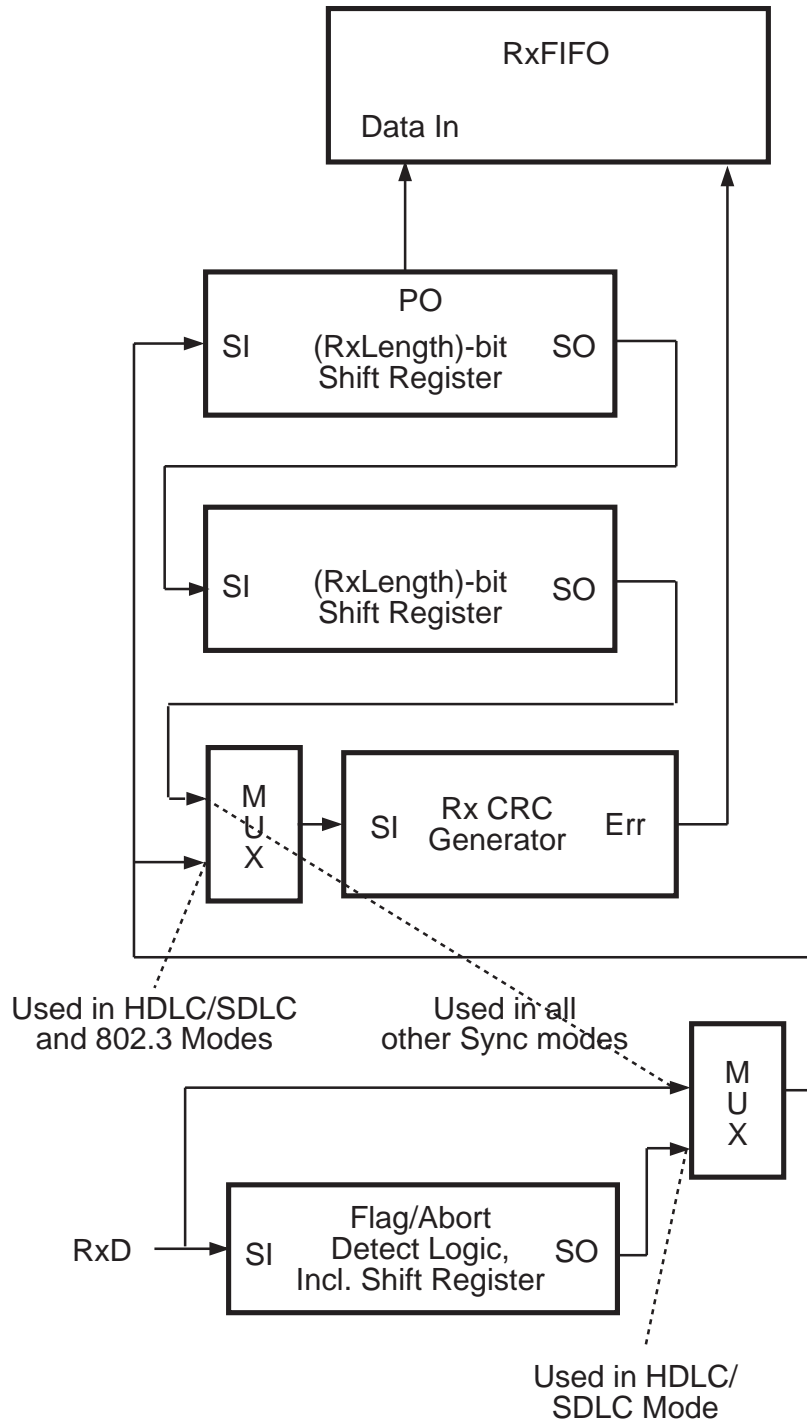 RxFIFO
Data In
PO
SI
(RxLength)-bit
Shift Register
SO
SI
(RxLength)-bit
Shift Register
SO
M
U
X
SI
Rx CRC
Generator
Err
Used in HDLC/SDLC
and 802.3 Modes
Used in all
other Sync modes
M
U
X
RxD
SI
Flag/Abort
Detect Logic,
Incl. Shift Register
SO
Used in HDLC/
SDLC Mode